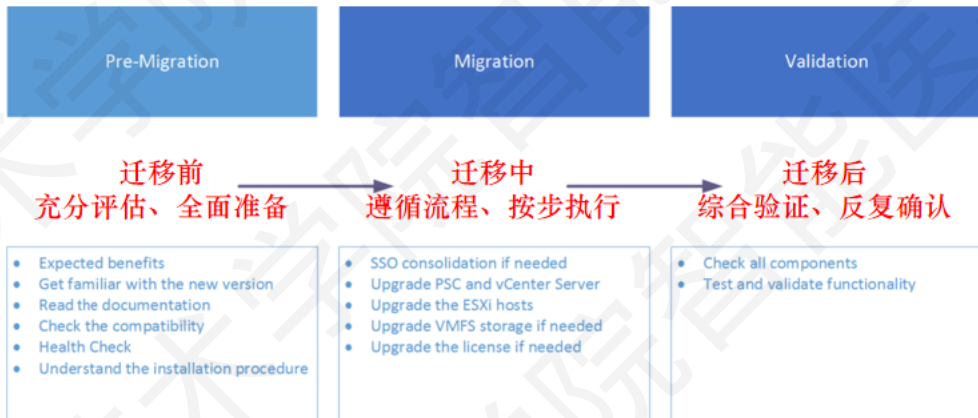 Pre-Migration
Migration
Validation
迁移前
充分评估、全面准备
迁移中
遵循流程、按步执行
迁移后
综合验证、反复确认
Expected benefits
Get familiar with the new version
Read the documentation
Check the compatibility
Health Check
Understand the installation procedure
SSO consolidation if needed
Upgrade PSC and vCenter Server
Upgrade the ESXi hosts
Upgrade VMFS storage if needed
Upgrade the license if needed
Check all components
Test and validate functionality